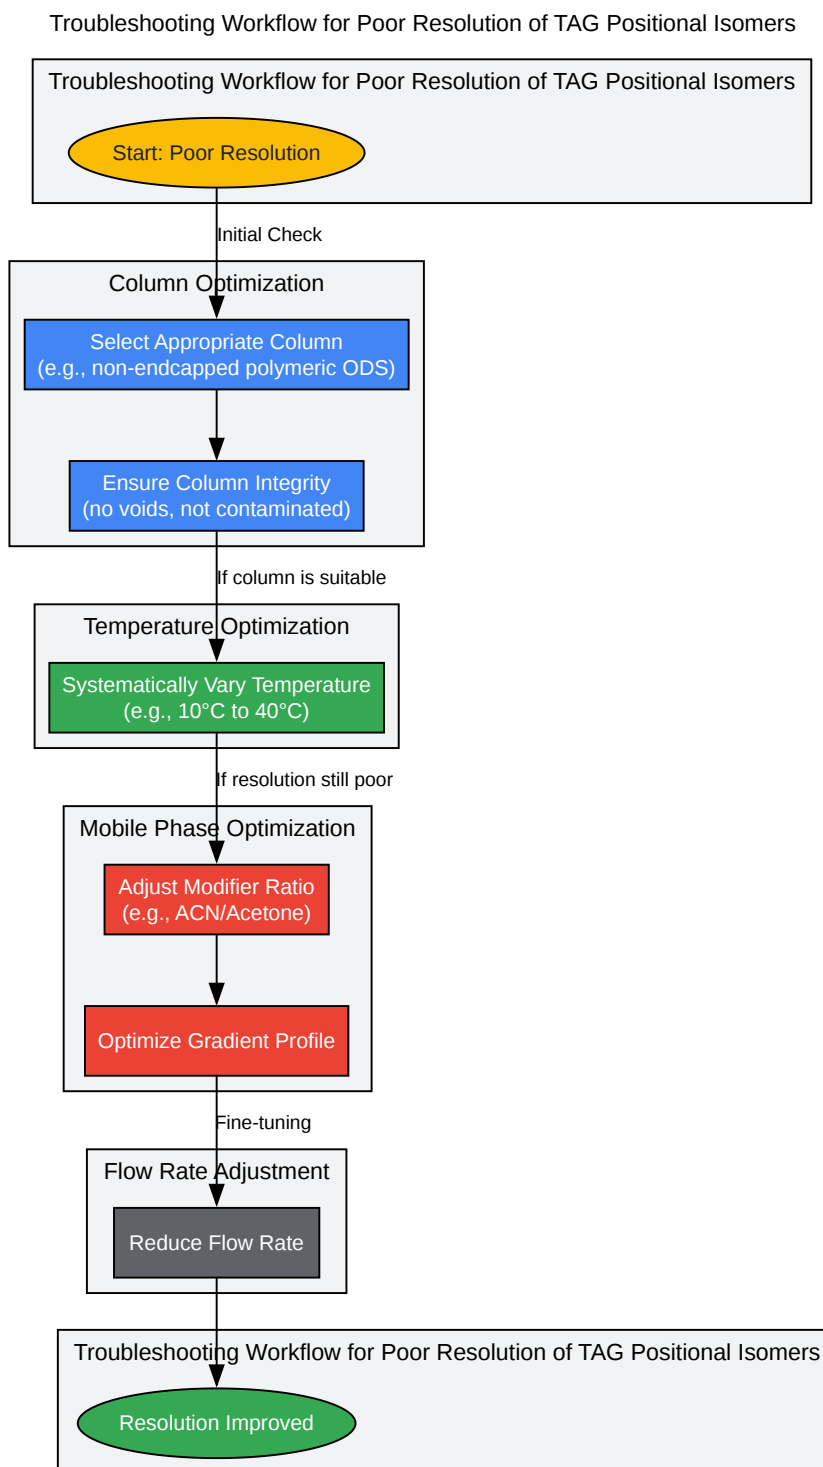 Troubleshooting Workflow for Poor Resolution of TAG Positional Isomers
Troubleshooting Workflow for Poor Resolution of TAG Positional Isomers
Start: Poor Resolution
Initial Check
Column Optimization
Select Appropriate Column
(e.g., non-endcapped polymeric ODS)
Ensure Column Integrity
(no voids, not contaminated)
If column is suitable
Temperature Optimization
Systematically Vary Temperature
(e.g., 10°C to 40°C)
If resolution still poor
Mobile Phase Optimization
Adjust Modifier Ratio
(e.g., ACN/Acetone)
Optimize Gradient Profile
Fine-tuning
Flow Rate Adjustment
Reduce Flow Rate
Troubleshooting Workflow for Poor Resolution of TAG Positional Isomers
Resolution Improved